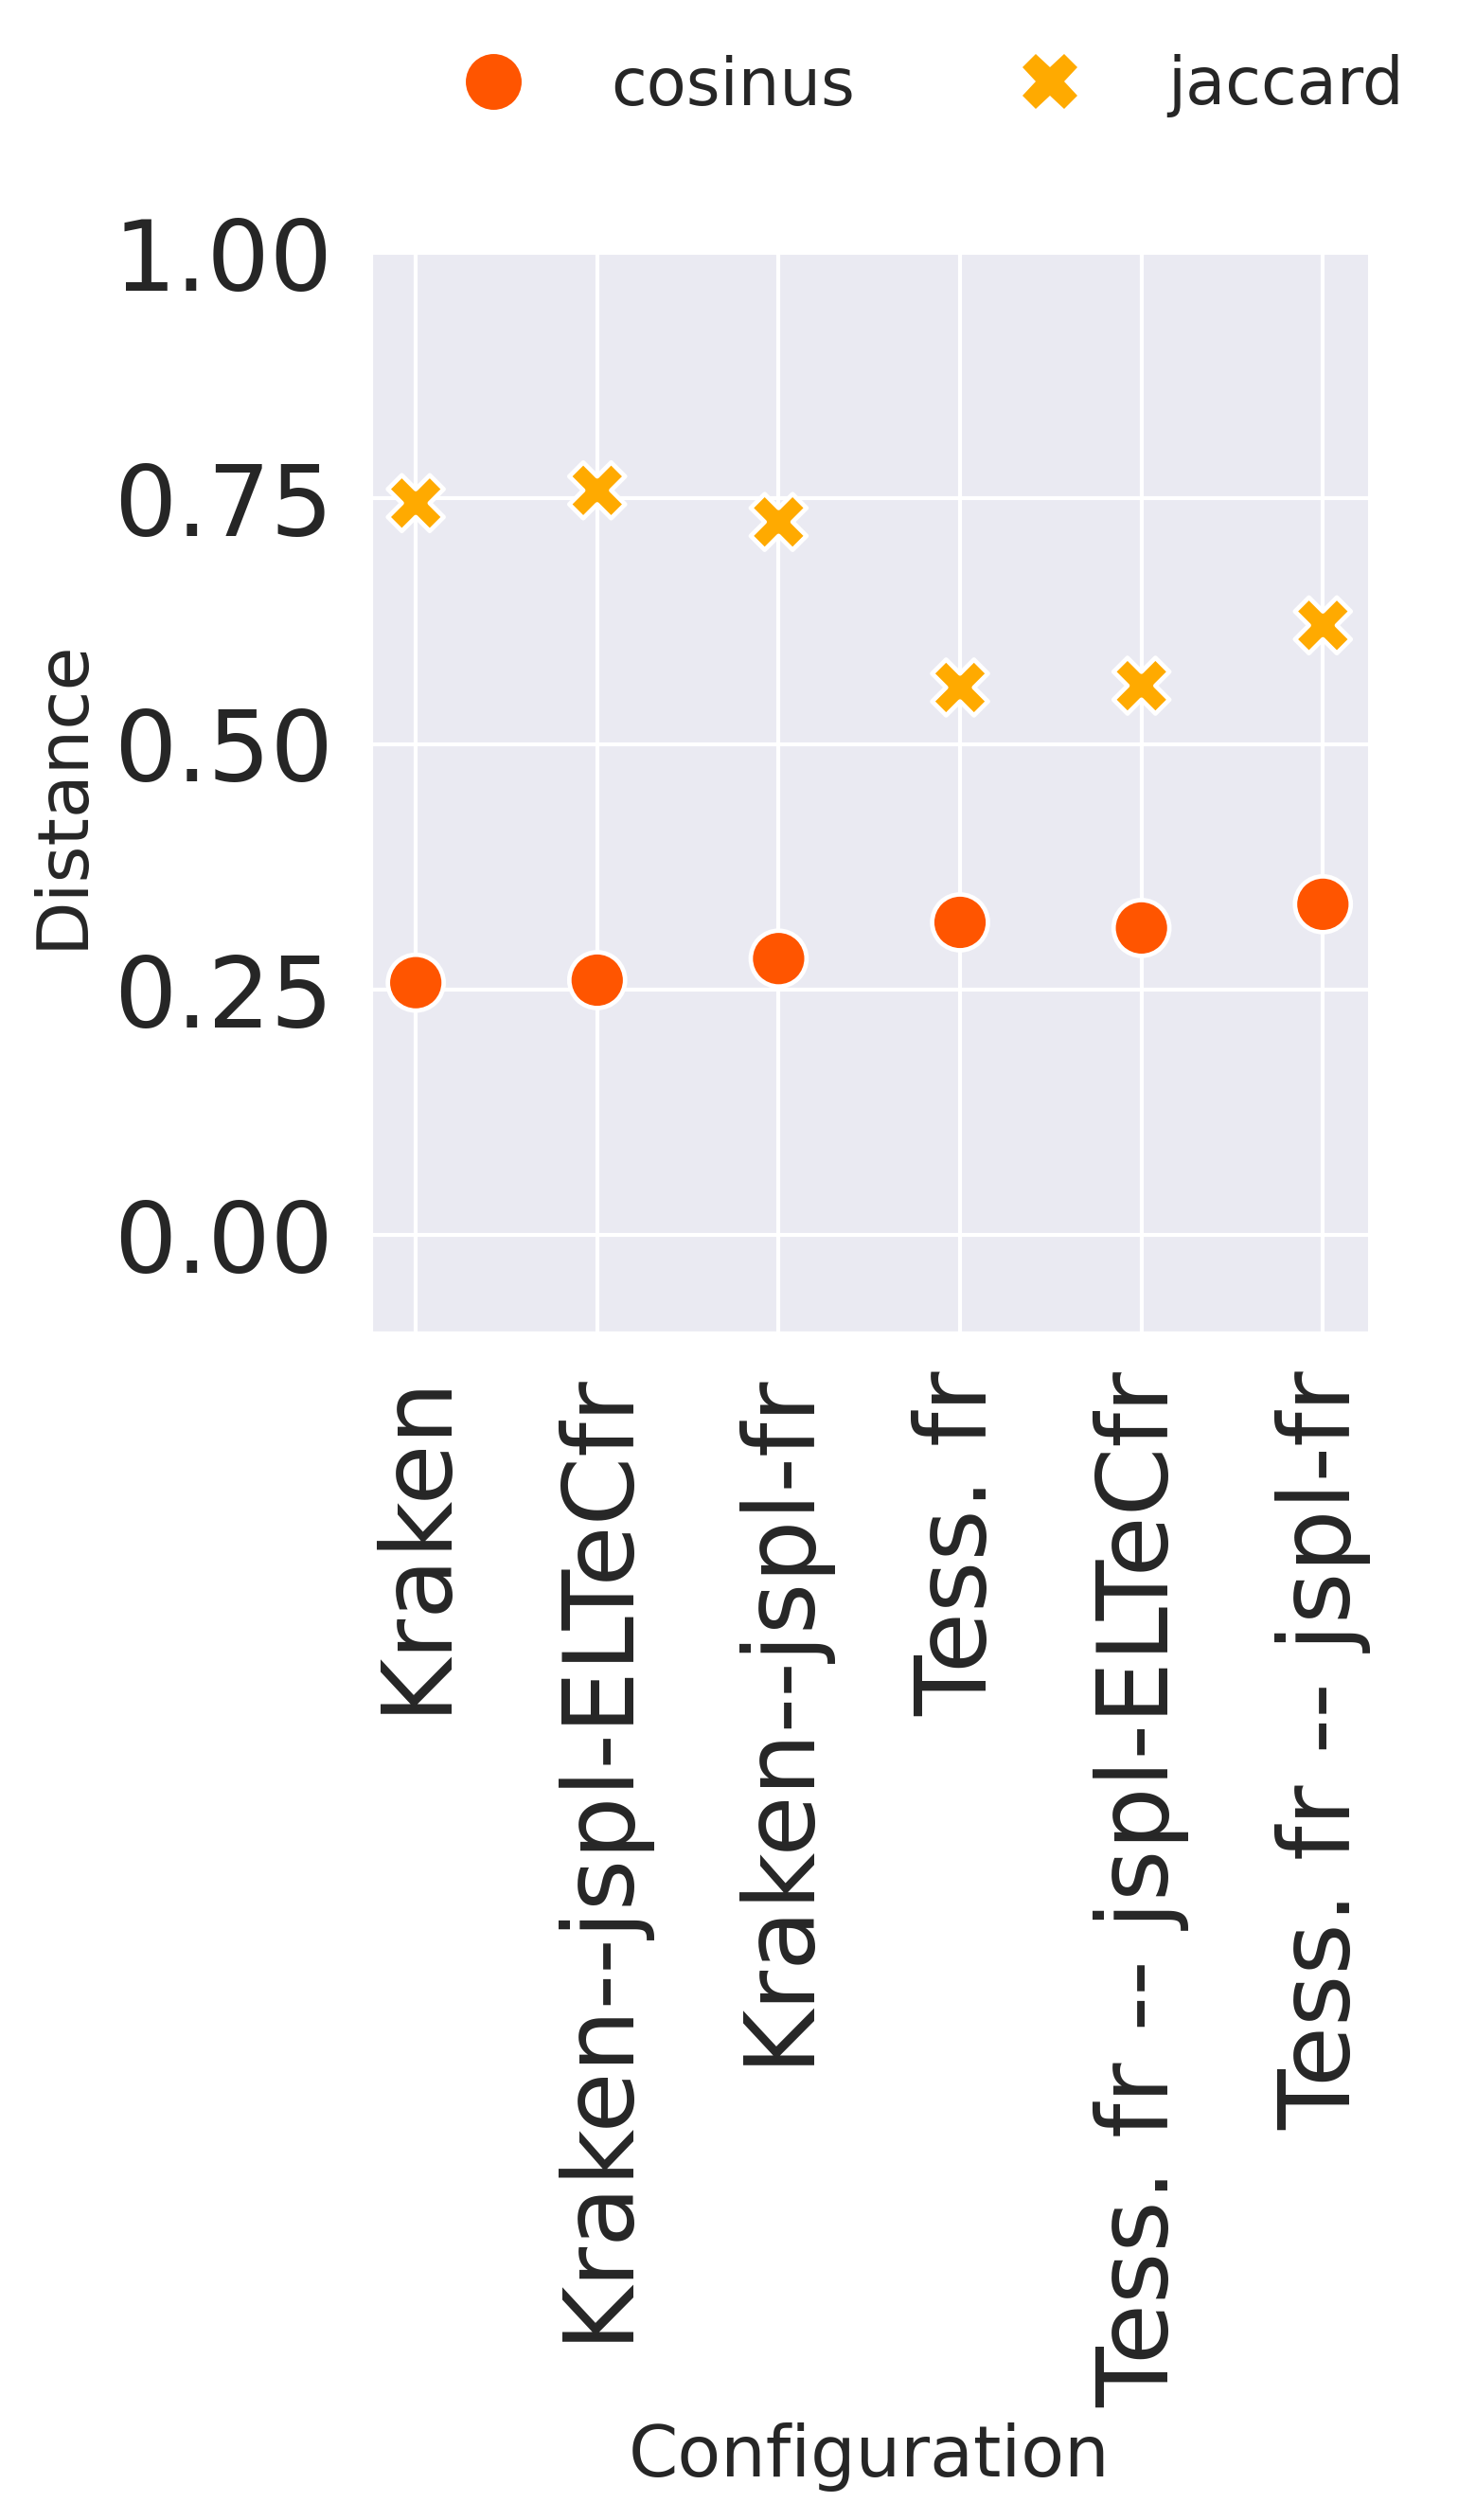 cosinus
jaccard
1.00
0.75
0.50
0.25
0.00
Distance
Kraken
Kraken--jspl-ELTeCfr
Kraken--jspl-fr
Tess. fr
Tess. fr -- jspl-ELTeCfr
Tess. fr -- jspl-fr
Configuration